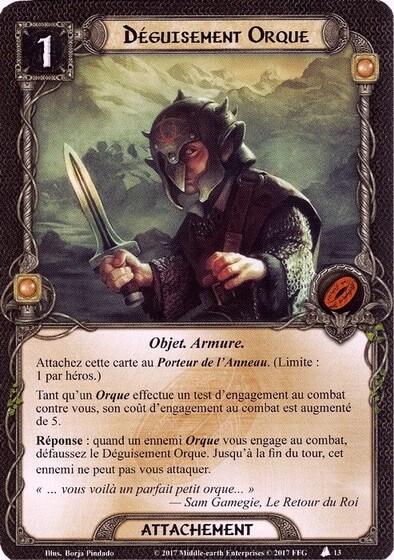 1
DÉGUISEMENT ORQUE
Objet. Armure.
Attachez cette carte au Porteur de l'Anneau. (Limite :
1 par héros.)
Tant qu'un Orque effectue un test d'engagement au combat
contre vous, son coût d'engagement au combat est augmenté
de 5.
Réponse : quand un ennemi Orque vous engage au combat,
défaussez le Déguisement Orque. Jusqu'à la fin du tour, cet
ennemi ne peut pas vous attaquer.
« ... vous voilà un parfait petit orque... »
— Sam Gamegie, Le Retour du Roi
ATTACHEMENT
Illus. Borja Pindado © 2017 Middle-earth Enterprises © 2017 FFG 13